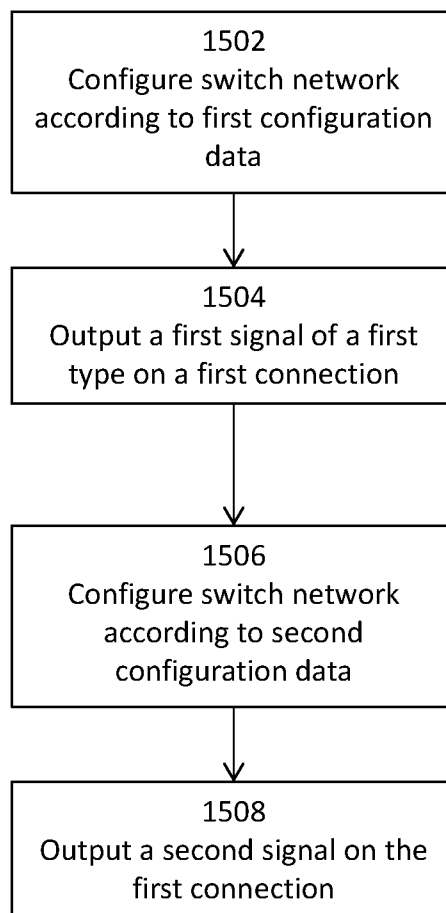 1502
Configure switch network
according to first configuration
data
1504
Output a first signal of a first
type on a first connection
1506
Configure switch network
according to second
configuration data
1508
Output a second signal on the
first connection